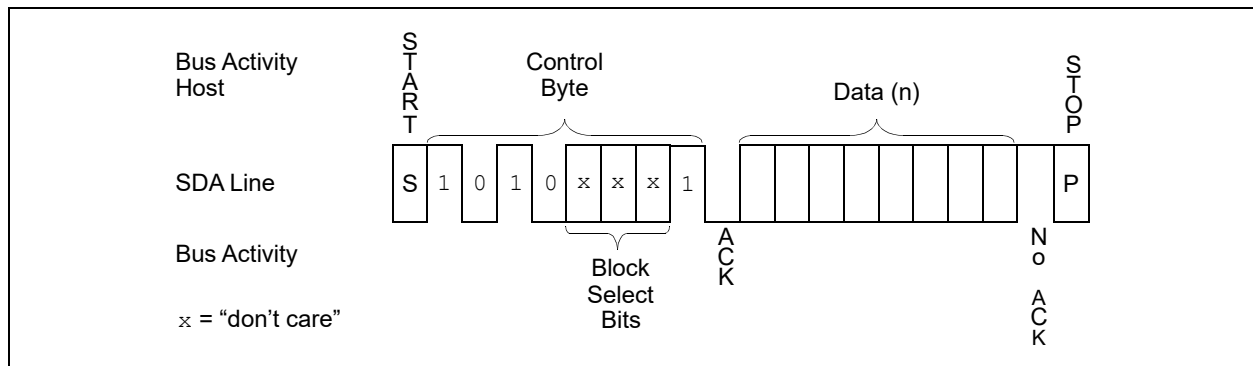 Bus Activity
Host
START
Control
Byte
Data (n)
STOP
SDA Line
S 1 0 1 0 x x x 1 P
Bus Activity
ACK
No ACK
Block
Select
Bits
x = “don’t care”